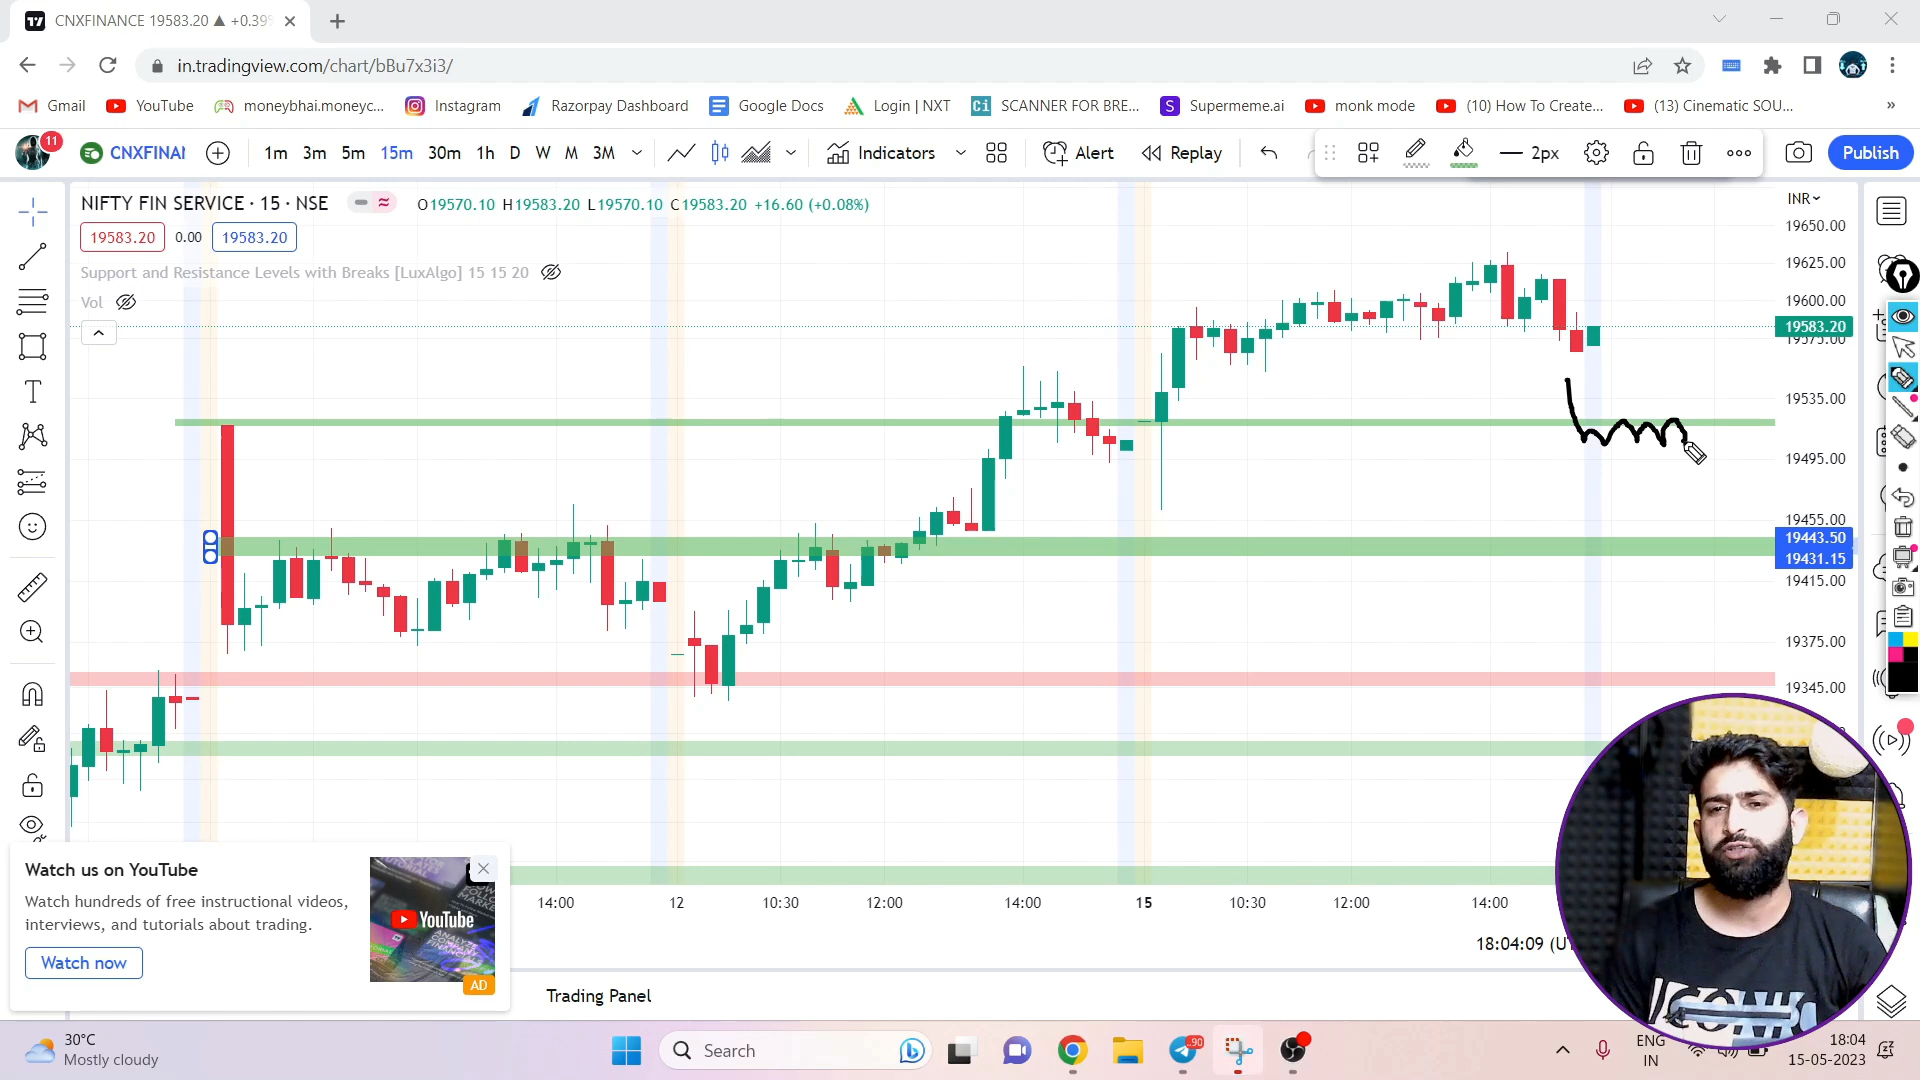 CNXFINANCE 19583.20 ▲ +0.39%
in.tradingview.com/chart/bBu7x3i3/
Gmail YouTube moneybhai.moneyc... Instagram Razorpay Dashboard Google Docs Login | NXT SCANNER FOR BRE... Supermeme.ai monk mode (10) How To Create... (13) Cinematic SOU... »
11 CNXFINAI 1m 3m 5m 15m 30m 1h D W M 3M Indicators Alert Replay 2px Publish
NIFTY FIN SERVICE · 15 · NSE O19570.10 H19583.20 L19570.10 C19583.20 +16.60 (+0.08%)
INR
19583.20 0.00 19583.20
Support and Resistance Levels with Breaks [LuxAlgo] 15 15 20
Vol
19650.00
19625.00
19600.00
19583.20
19575.00
19535.00
19495.00
19455.00
19443.50
19431.15
19415.00
19375.00
19345.00
14:00 12 10:30 12:00 14:00 15 10:30 12:00 14:00
Watch us on YouTube
Watch hundreds of free instructional videos,
interviews, and tutorials about trading.
Watch now
YouTube
AD
18:04:09
Trading Panel
30°C
Mostly cloudy
Search
90
ENG
IN
18:04
15-05-2023